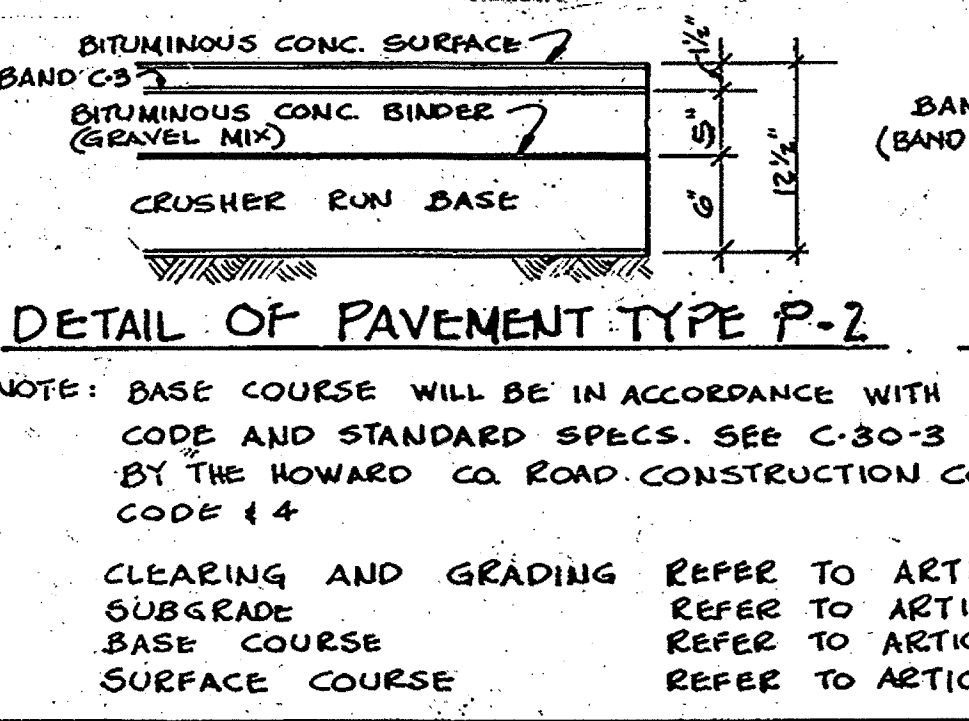 BITUMINOUS CONC. SURFACE
1½"
BAND C-3
BITUMINOUS CONC. BINDER
(GRAVEL MIX)
5"
12½"
(BAND
CRUSHER RUN BASE
6"
DETAIL OF PAVEMENT TYPE P-2
NOTE: BASE COURSE WILL BE IN ACCORDANCE WITH
CODE AND STANDARD SPECS. SEE C-30-3
BY THE HOWARD CO. ROAD CONSTRUCTION
CODE & 4
CLEARING AND GRADING REFER TO
SUBGRADE REFER TO
BASE COURSE REFER TO
SURFACE COURSE REFER TO